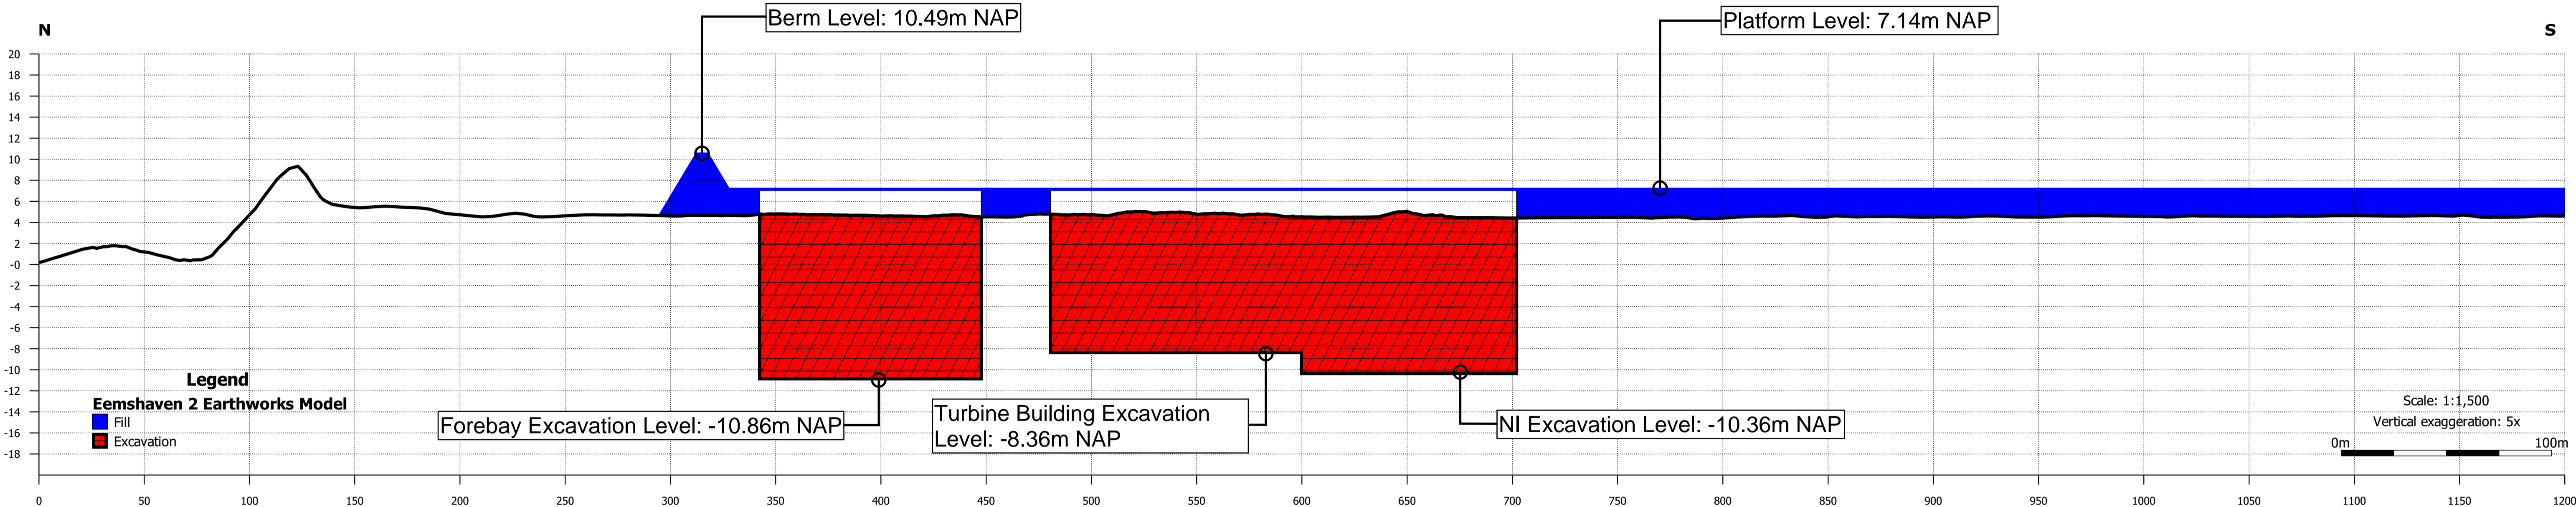 Berm Level: 10.49m NAP
Platform Level: 7.14m NAP
N
S
20
18
16
14
12
10
8
6
4
2
-0
-2
-4
-6
-8
-10
-12
-14
-16
-18
Legend
Eemshaven 2 Earthworks Model
Fill
Excavation
Forebay Excavation Level: -10.86m NAP
Turbine Building Excavation
Level: -8.36m NAP
NI Excavation Level: -10.36m NAP
Scale: 1:1,500
Vertical exaggeration: 5x
0m 100m
0 50 100 150 200 250 300 350 400 450 500 550 600 650 700 750 800 850 900 950 1000 1050 1100 1150 1200